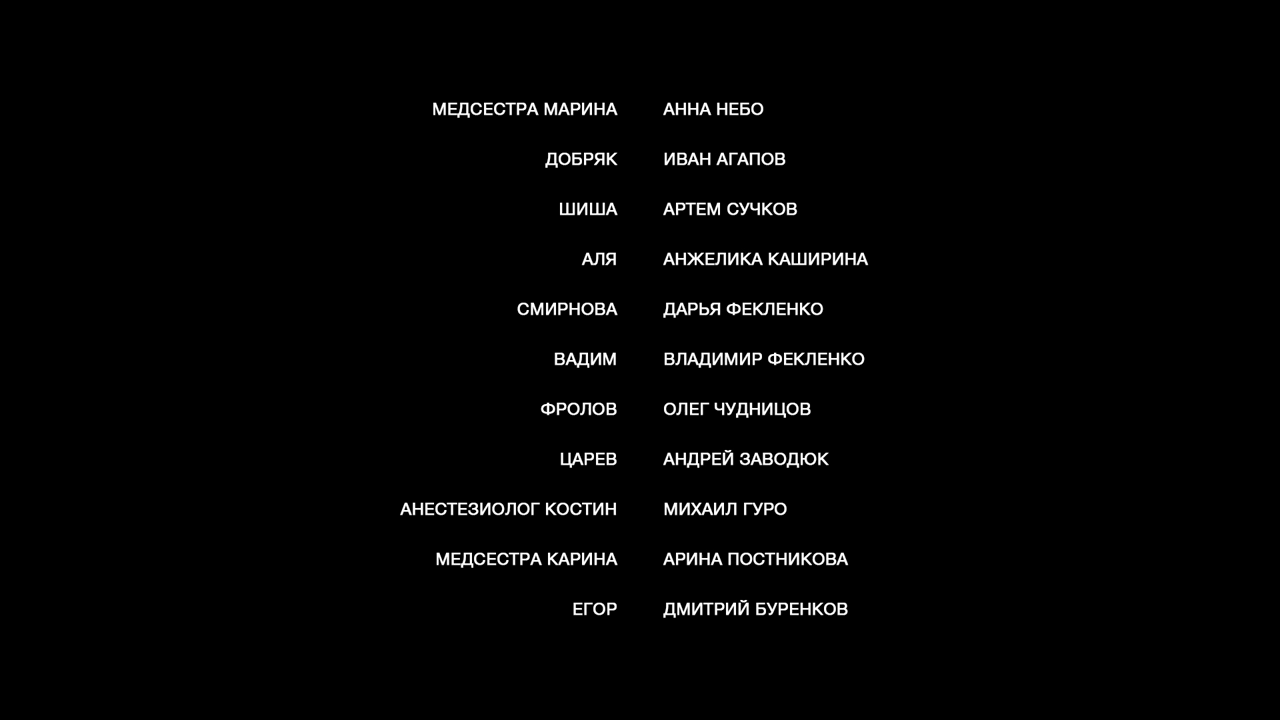 МЕДСЕСТРА МАРИНА АННА НЕБО
ДОБРЯК ИВАН АГАПОВ
ШИША АРТЕМ СУЧКОВ
АЛЯ АНЖЕЛИКА КАШИРИНА
СМИРНОВА ДАРЬЯ ФЕКЛЕНКО
ВАДИМ ВЛАДИМИР ФЕКЛЕНКО
ФРОЛОВ ОЛЕГ ЧУДНИЦОВ
ЦАРЕВ АНДРЕЙ ЗАВОДЮК
АНЕСТЕЗИОЛОГ КОСТИН МИХАИЛ ГУРО
МЕДСЕСТРА КАРИНА АРИНА ПОСТНИКОВА
ЕГОР ДМИТРИЙ БУРЕНКОВ